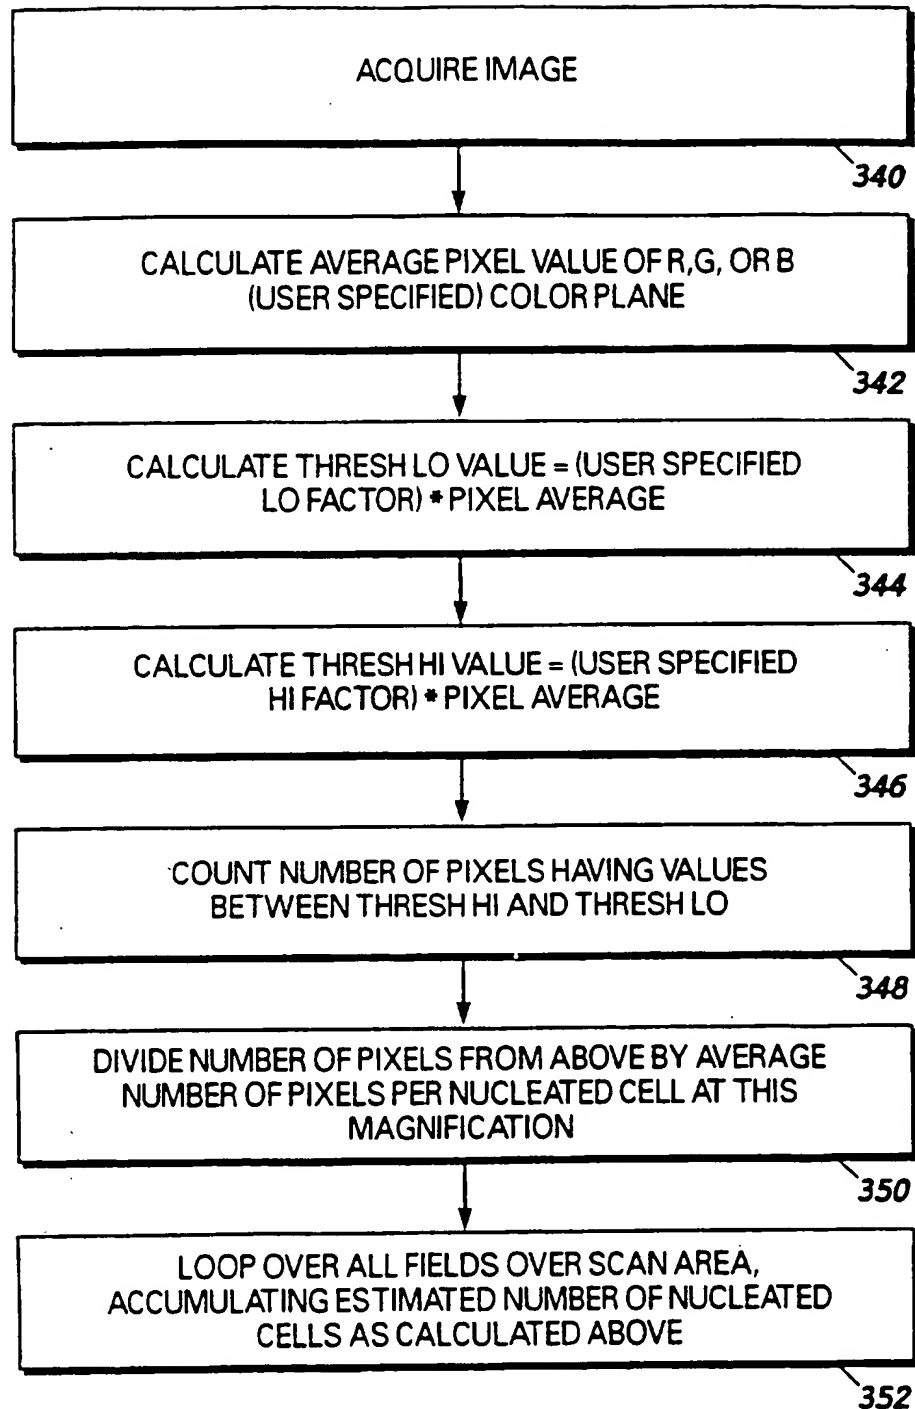 ACQUIRE IMAGE
340
CALCULATE AVERAGE PIXEL VALUE OF R,G, OR B
(USER SPECIFIED) COLOR PLANE
342
CALCULATE THRESH LO VALUE = (USER SPECIFIED
LO FACTOR) * PIXEL AVERAGE
344
CALCULATE THRESH HI VALUE = (USER SPECIFIED
HI FACTOR) * PIXEL AVERAGE
346
COUNT NUMBER OF PIXELS HAVING VALUES
BETWEEN THRESH HI AND THRESH LO
348
DIVIDE NUMBER OF PIXELS FROM ABOVE BY AVERAGE
NUMBER OF PIXELS PER NUCLEATED CELL AT THIS
MAGNIFICATION
350
LOOP OVER ALL FIELDS OVER SCAN AREA,
ACCUMULATING ESTIMATED NUMBER OF NUCLEATED
CELLS AS CALCULATED ABOVE
352